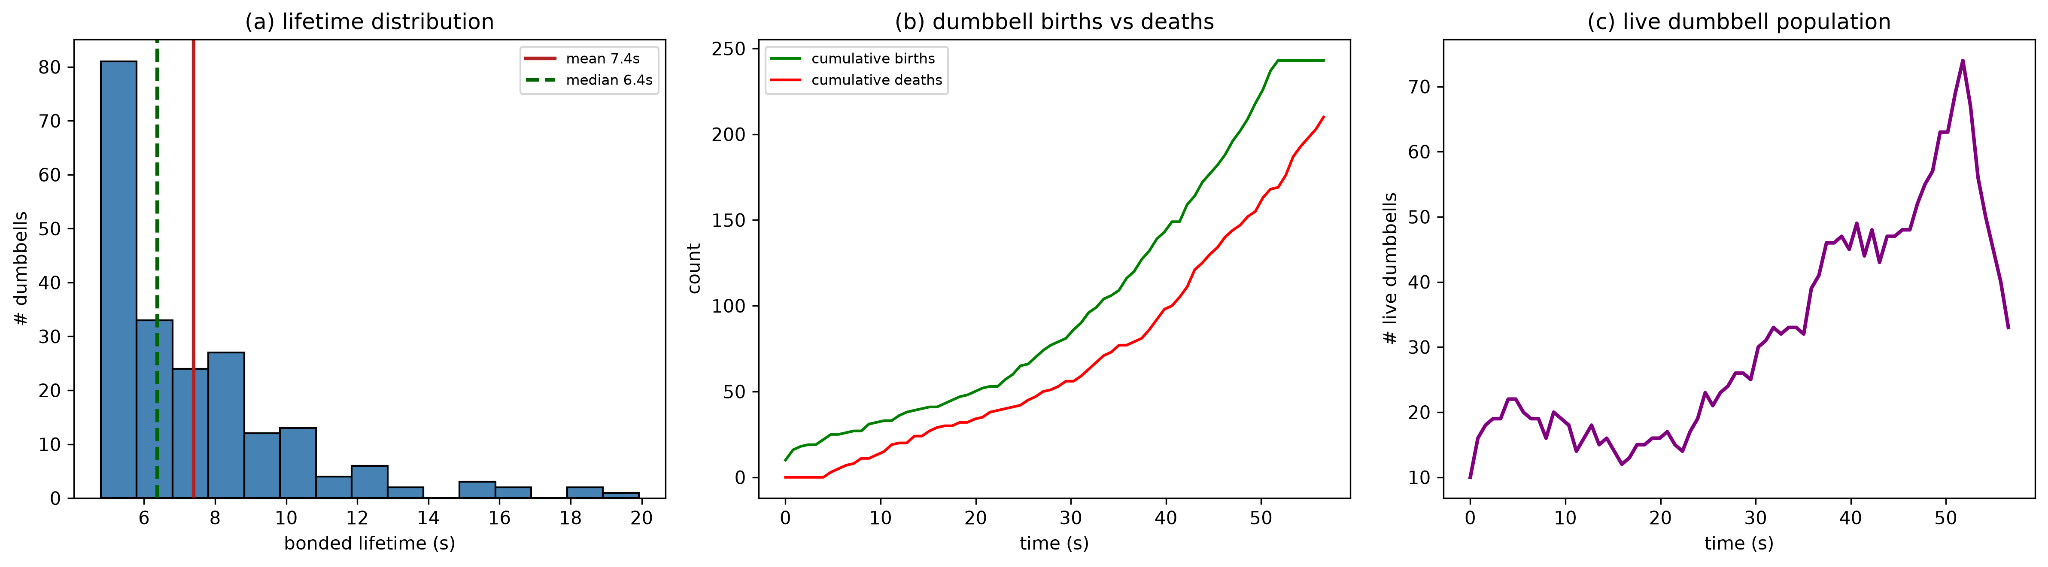 (a) lifetime distribution
# dumbbells
80
70
60
50
40
30
20
10
0
6 8 10 12 14 16 18 20
bonded lifetime (s)
mean 7.4s
median 6.4s
(b) dumbbell births vs deaths
count
250
200
150
100
50
0
0 10 20 30 40 50
time (s)
cumulative births
cumulative deaths
(c) live dumbbell population
# live dumbbells
70
60
50
40
30
20
10
0 10 20 30 40 50
time (s)